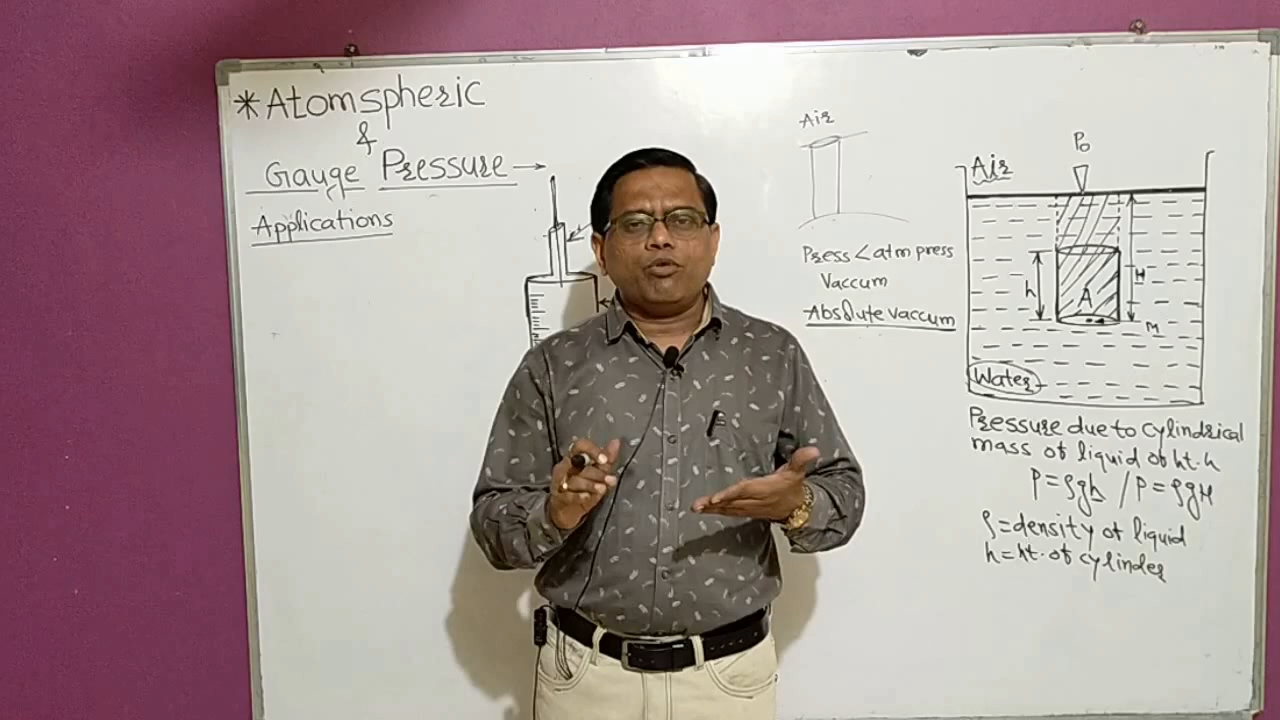 * Atomspheric
&
Gauge Pressure →
Applications
Air
Press < atm press
Vaccum
Absolute vaccum
P₀
Air
h
A
H
M
Water
Pressure due to cylindrical
mass of liquid of ht. h
P = ρgh / P = ρgH
ρ = density of liquid
h = ht. of cylinder